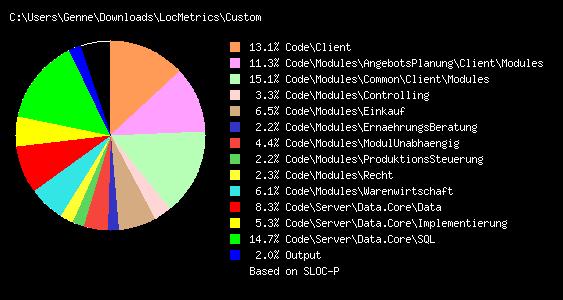 C:\Users\Genne\Downloads\LocMetrics\Custom
13.1% Code\Client
11.3% Code\Modules\AngebotsPlanung\Client\Modules
15.1% Code\Modules\Common\Client\Modules
3.3% Code\Modules\Controlling
6.5% Code\Modules\Einkauf
2.2% Code\Modules\ErnaehrungsBeratung
4.4% Code\Modules\ModulUnabhaengig
2.2% Code\Modules\ProduktionsSteuerung
2.3% Code\Modules\Recht
6.1% Code\Modules\Warenwirtschaft
8.3% Code\Server\Data.Core\Data
5.3% Code\Server\Data.Core\Implementierung
14.7% Code\Server\Data.Core\SQL
2.0% Output
Based on SLOC-P